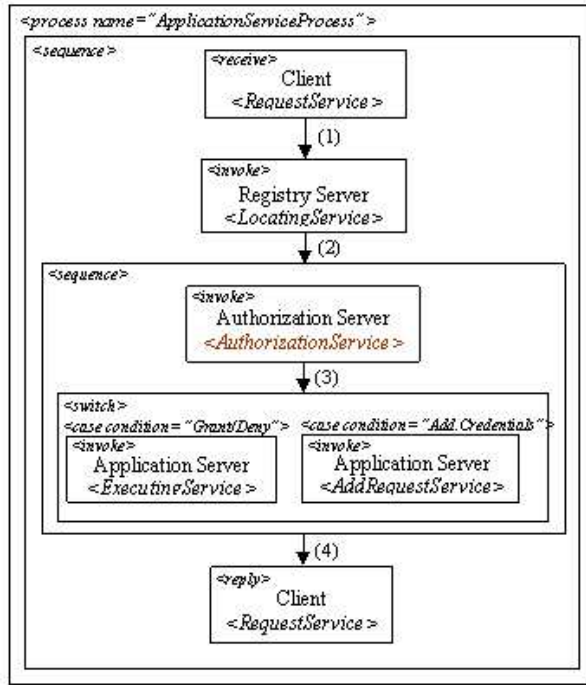 <process name="ApplicationServiceProcess">
<sequence>
<receive>
Client
<RequestService>
(1)
<invoke>
Registry Server
<LocatingService>
(2)
<sequence>
<invoke>
Authorization Server
<AuthorizationService>
(3)
<switch>
<case condition="Grant/Deny"> <case condition="Add.Credentials">
<invoke> <invoke>
Application Server Application Server
<ExecutingService> <AddRequestService>
(4)
<reply>
Client
<RequestService>